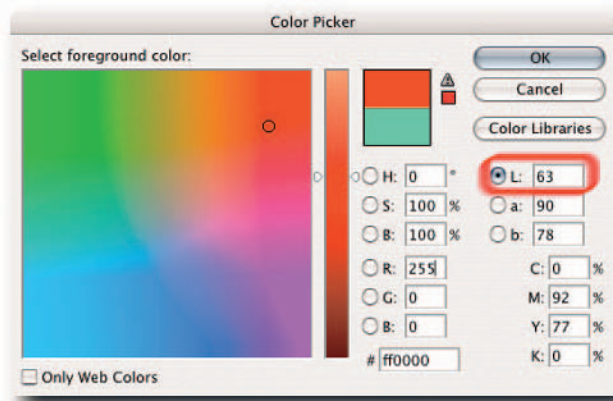 Color Picker
Select foreground color:
OK
Cancel
Color Libraries
H: 0 °
S: 100 %
B: 100 %
R: 255
G: 0
B: 0
# ff0000
L: 63
a: 90
b: 78
C: 0 %
M: 92 %
Y: 77 %
K: 0 %
Only Web Colors